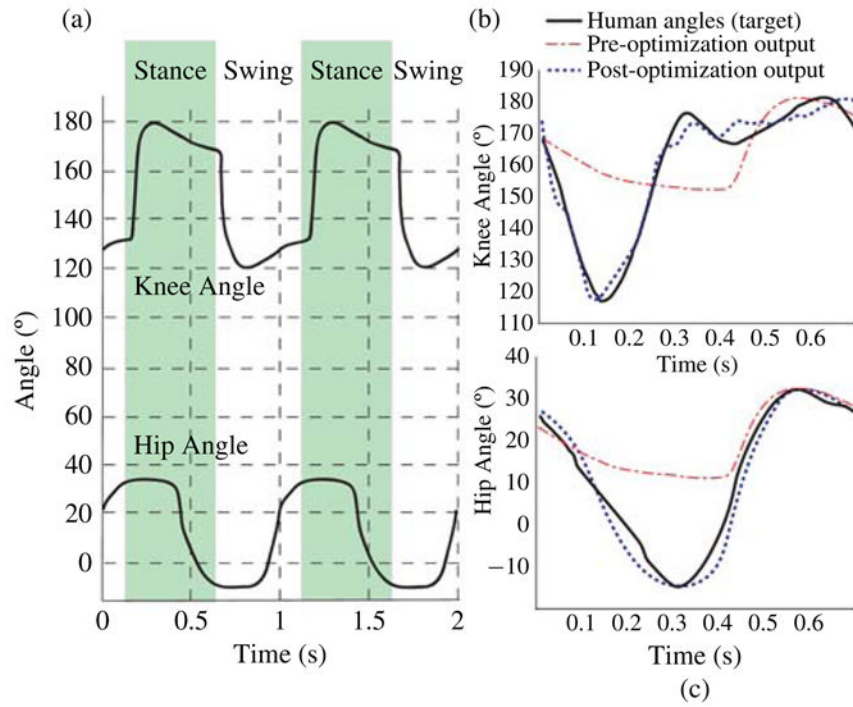 (a)
Stance Swing Stance Swing
180
160
140
120
100
80
60
40
20
0
Angle (º)
Knee Angle
Hip Angle
0 0.5 1 1.5 2
Time (s)
(b)
Human angles (target)
Pre-optimization output
Post-optimization output
190
180
170
160
150
140
130
120
110
Knee Angle (º)
0.1 0.2 0.3 0.4 0.5 0.6
Time (s)
40
30
20
10
0
−10
Hip Angle (º)
0.1 0.2 0.3 0.4 0.5 0.6
Time (s)
(c)